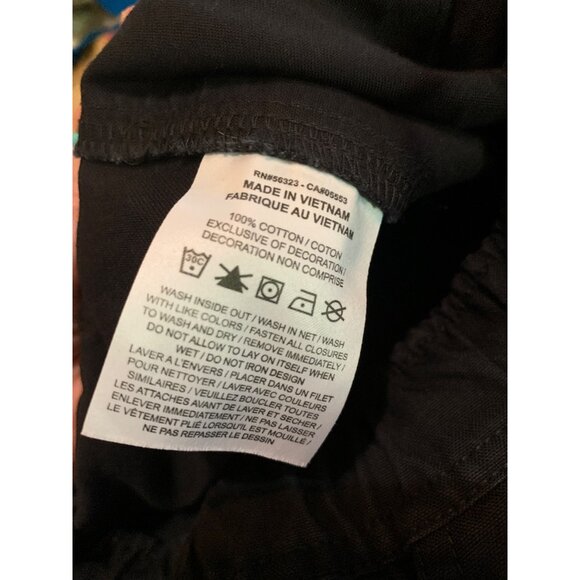 RN#56323 - CA#05553
MADE IN VIETNAM
FABRIQUE AU VIETNAM
100% COTTON / COTON
EXCLUSIVE OF DECORATION /
DECORATION NON COMPRISE
30C
WASH INSIDE OUT / WASH IN NET / WASH
WITH LIKE COLORS / FASTEN ALL CLOSURES
TO WASH AND DRY / REMOVE IMMEDIATELY /
DO NOT ALLOW TO LAY ON ITSELF WHEN
WET / DO NOT IRON DESIGN
LAVER A L'ENVERS / PLACER DANS UN FILET
POUR NETTOYER / LAVER AVEC COULEURS
SIMILAIRES / VEUILLEZ BOUCLER TOUTES
LES ATTACHES AVANT DE LAVER ET SECHER /
ENLEVER IMMEDIATEMENT / NE PAS LAISSER
LE VÊTEMENT PLIÉ LORSQU'IL EST MOUILLÉ /
NE PAS REPASSER LE DESSIN